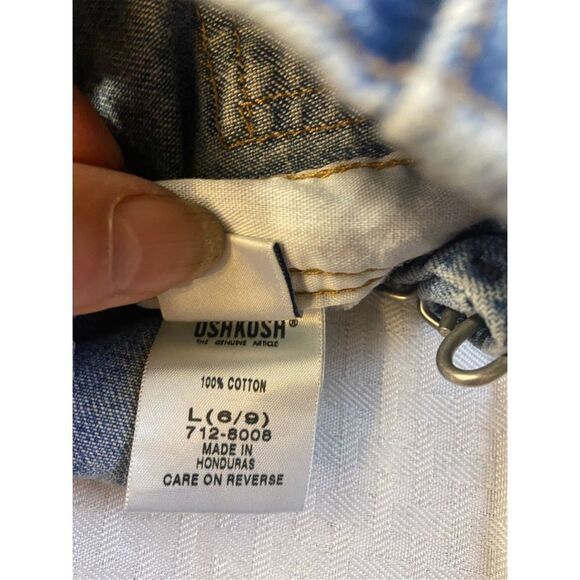 OSHKOSH®
THE GENUINE ARTICLE
100% COTTON
L(6/9)
712-8008
MADE IN
HONDURAS
CARE ON REVERSE